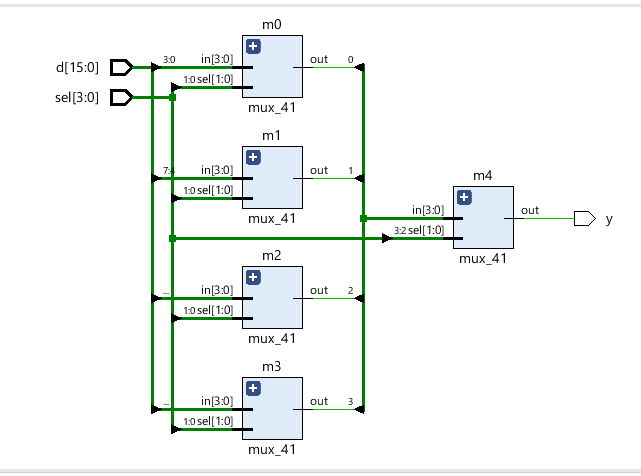 m0
d[15:0] 3:0 in[3:0] out 0
1:0 sel[1:0]
sel[3:0]
mux_41
m1
7:4 in[3:0] out 1
1:0 sel[1:0]
mux_41
m4
in[3:0] out y
3:2 sel[1:0]
mux_41
m2
... in[3:0] out 2
1:0 sel[1:0]
mux_41
m3
... in[3:0] out 3
1:0 sel[1:0]
mux_41